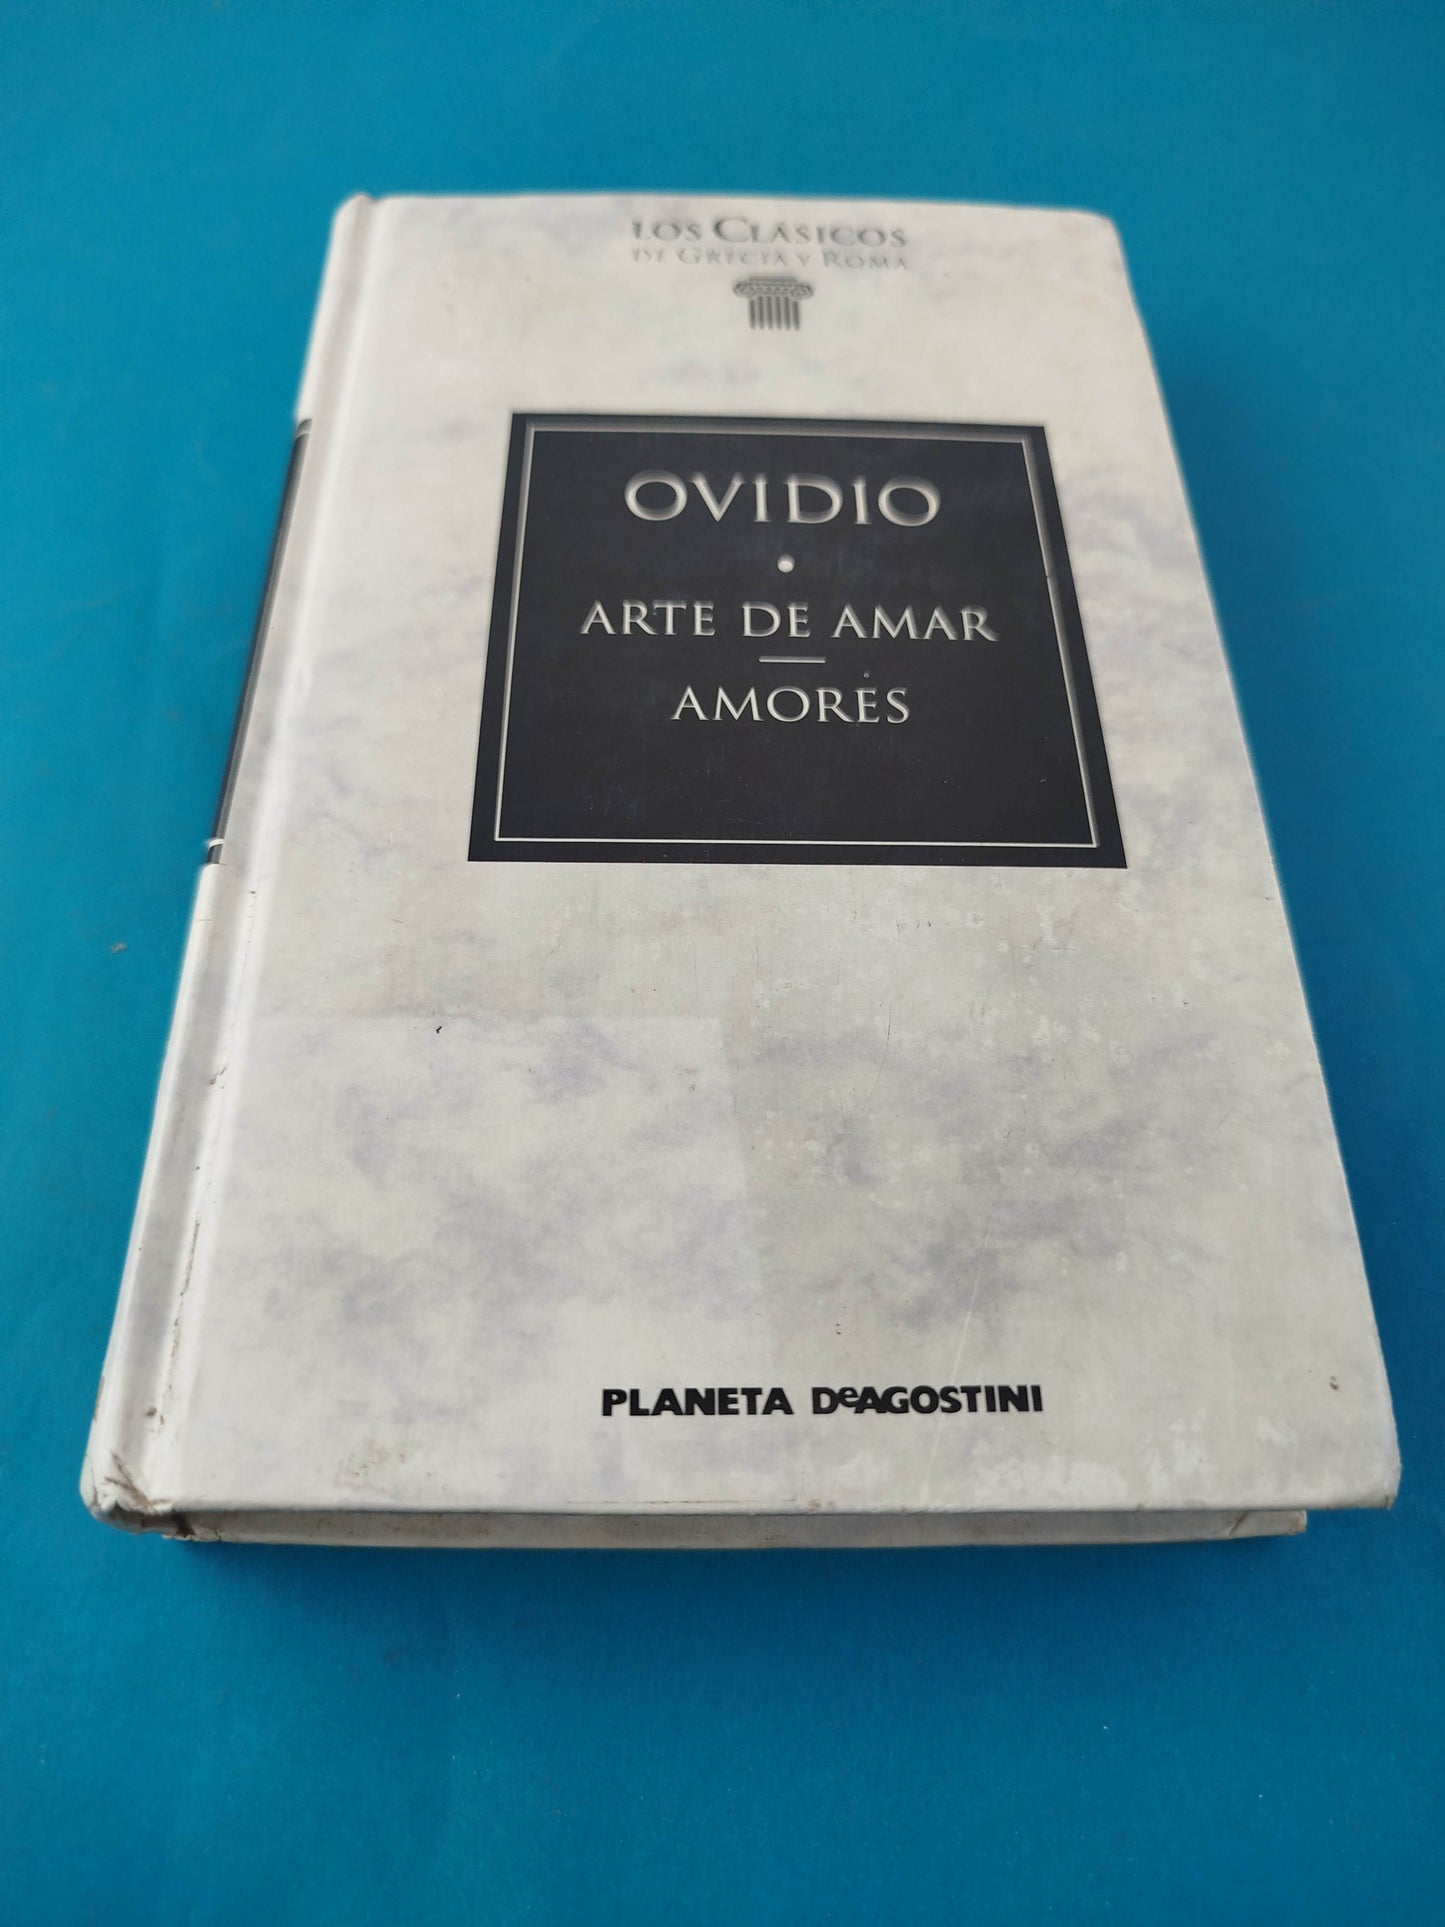 LOS CLÁSICOS
DE GRECIA Y ROMA
OVIDIO
•
ARTE DE AMAR
—
AMORES
PLANETA DeAGOSTINI